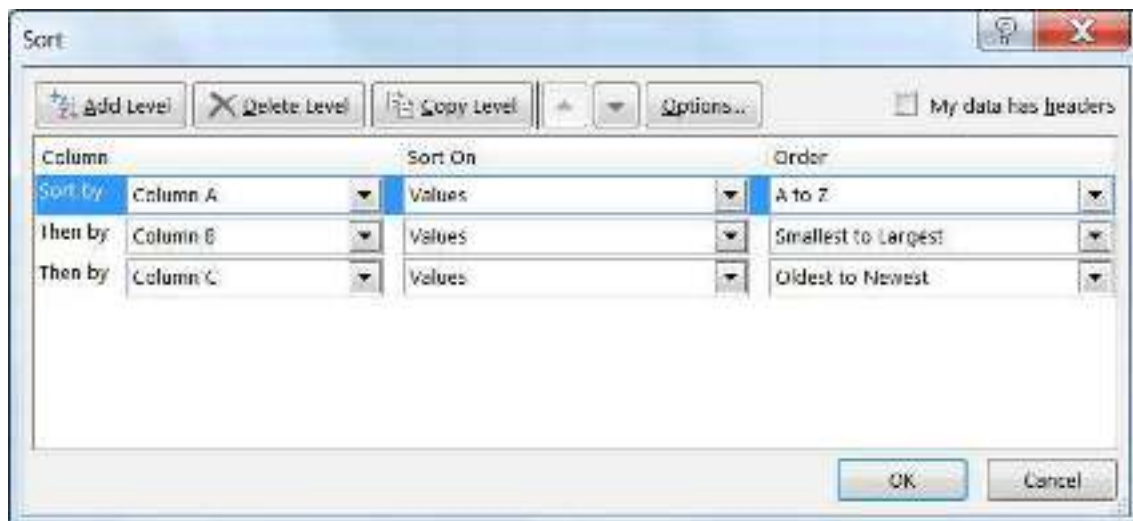 Sort
Add Level Delete Level Copy Level Options... My data has headers
Column Sort On Order
Sort by Column A Values A to Z
Then by Column B Values Smallest to Largest
Then by Column C Values Oldest to Newest
OK Cancel